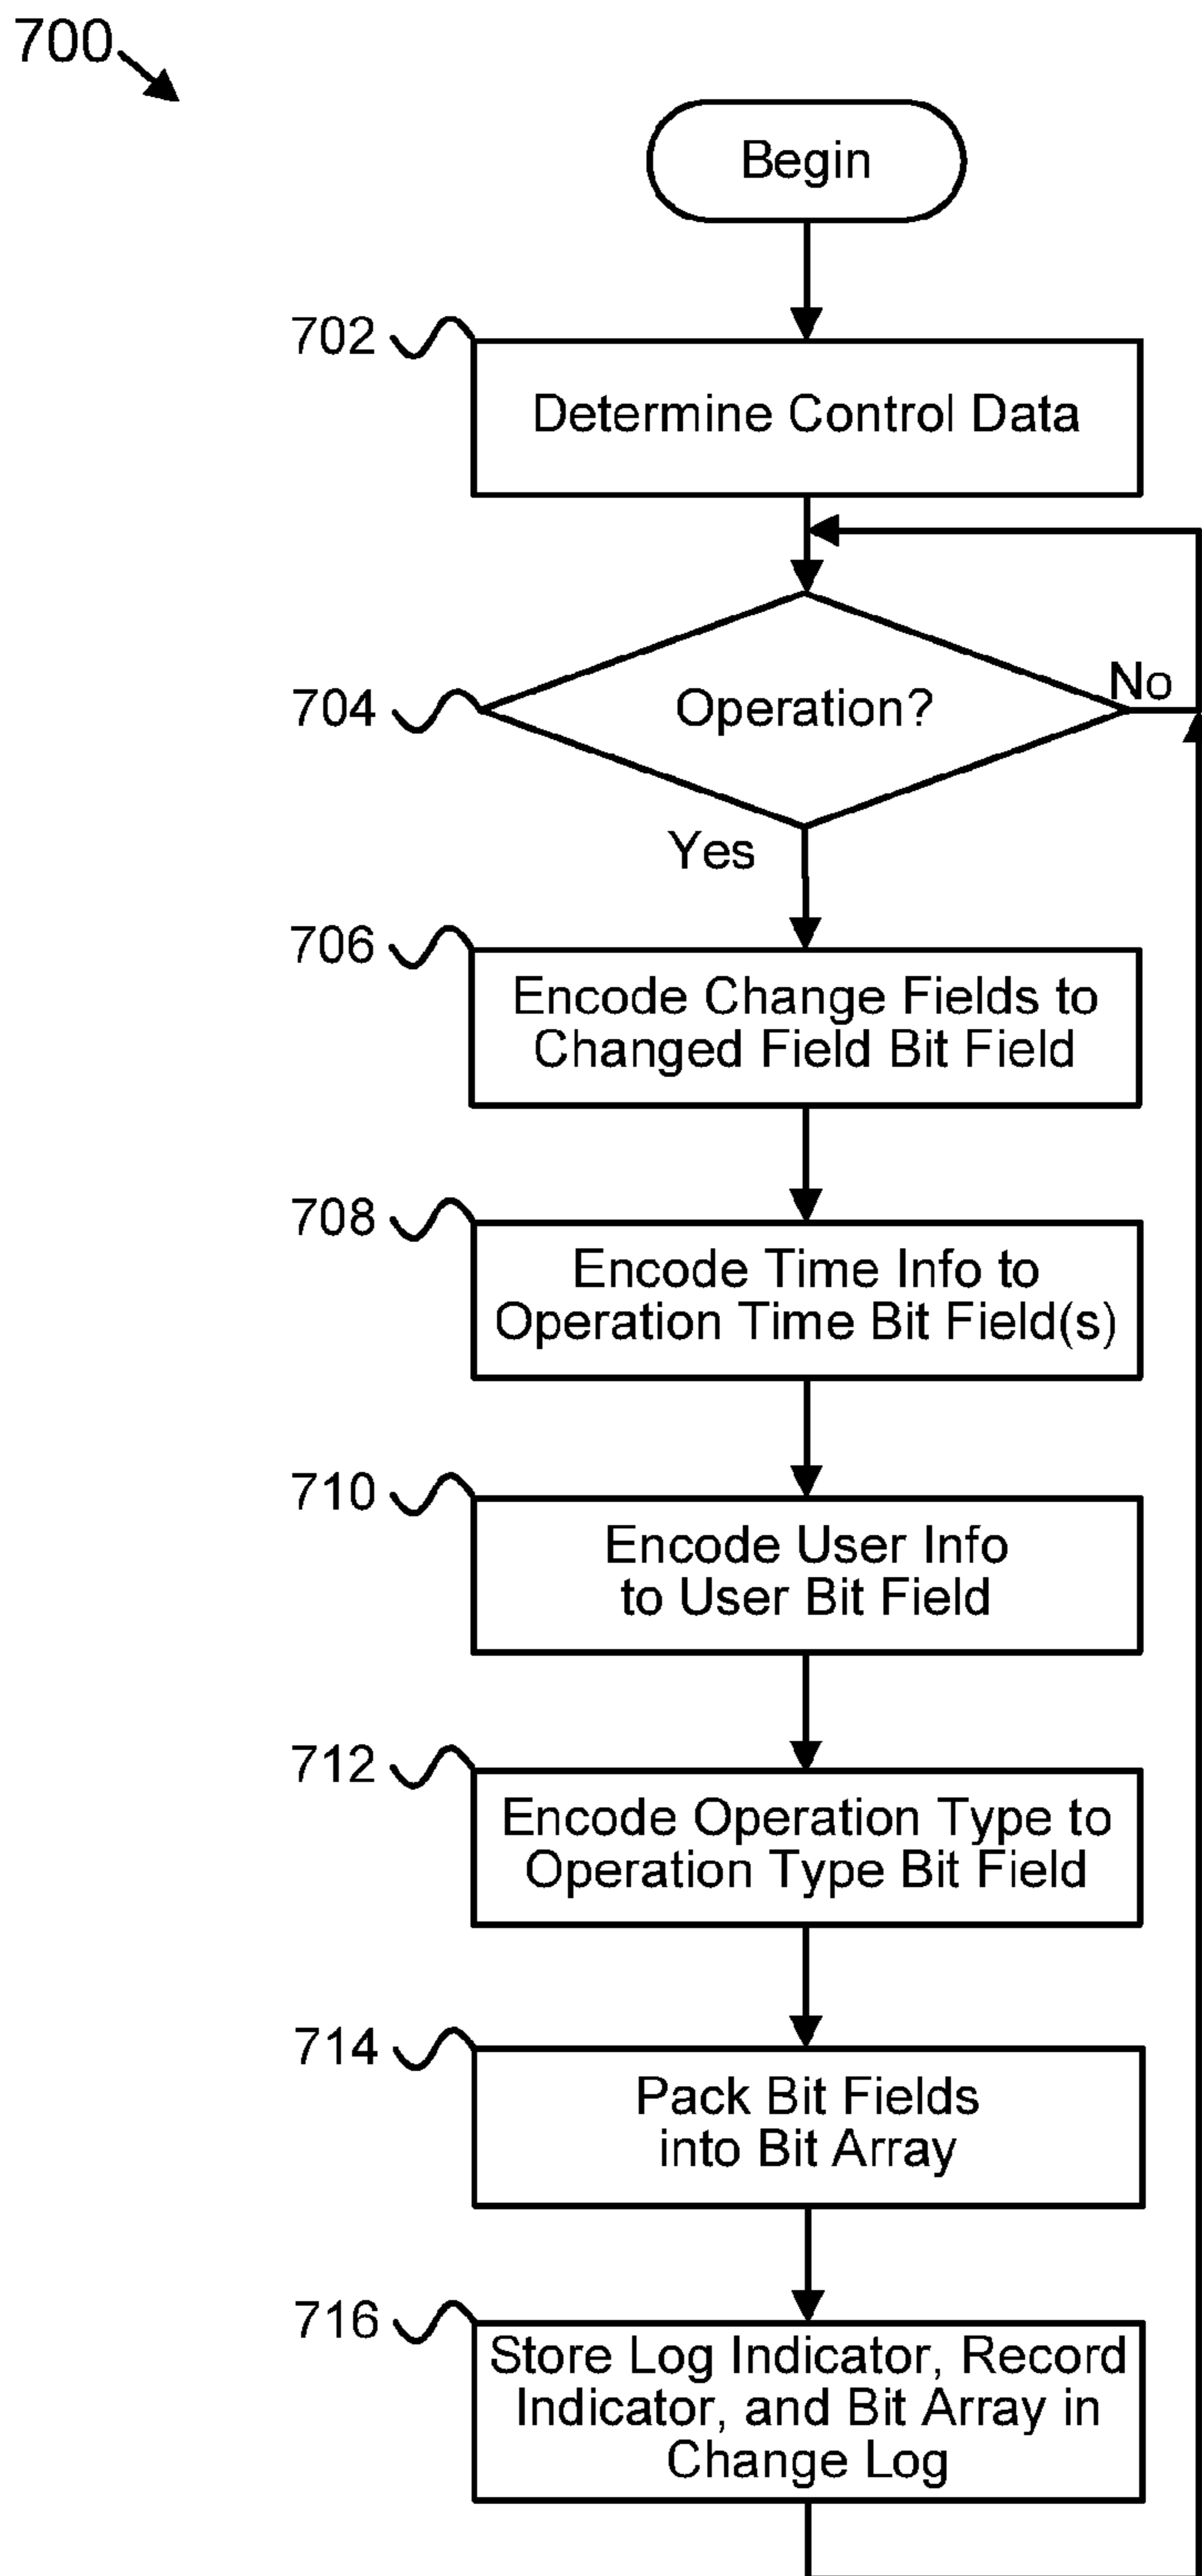 700
Begin
702
Determine Control Data
704
Operation?
No
Yes
706
Encode Change Fields to
Changed Field Bit Field
708
Encode Time Info to
Operation Time Bit Field(s)
710
Encode User Info
to User Bit Field
712
Encode Operation Type to
Operation Type Bit Field
714
Pack Bit Fields
into Bit Array
716
Store Log Indicator, Record
Indicator, and Bit Array in
Change Log